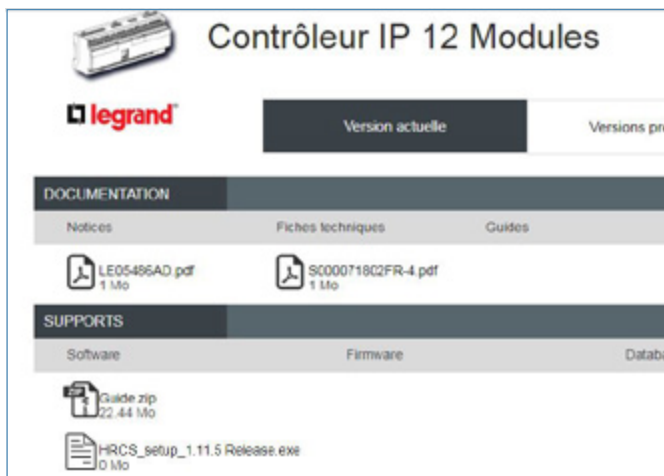 Contrôleur IP 12 Modules
legrand
Version actuelle
Versions pr
DOCUMENTATION
Notices
Fiches techniques
Guides
LE05486AD.pdf
1 Mo
S000071802FR-4.pdf
1 Mo
SUPPORTS
Software
Firmware
Databa
ZIP
Guide.zip
22.44 Mo
HRCS_setup_1.11.5 Release.exe
0 Mo